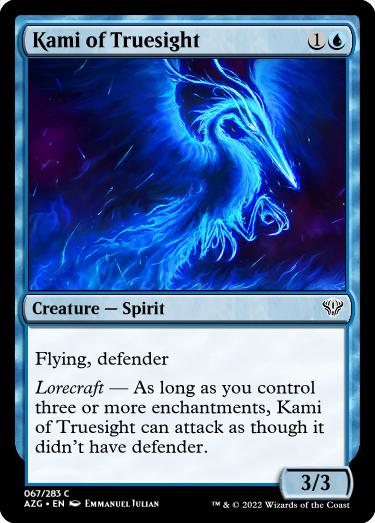 Kami of Truesight 1
Creature — Spirit
Flying, defender
Lorecraft — As long as you control
three or more enchantments, Kami
of Truesight can attack as though it
didn't have defender.
3/3
067/283 C
AZG • EN Emmanuel Julian ™ & © 2022 Wizards of the Coast